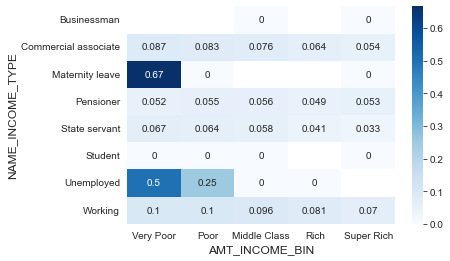 NAME_INCOME_TYPE
Businessman 0 0
Commercial associate 0.087 0.083 0.076 0.064 0.054
Maternity leave 0.67 0 0
Pensioner 0.052 0.055 0.056 0.049 0.053
State servant 0.067 0.064 0.058 0.041 0.033
Student 0 0 0 0
Unemployed 0.5 0.25 0 0
Working 0.1 0.1 0.096 0.081 0.07
Very Poor Poor Middle Class Rich Super Rich
AMT_INCOME_BIN
0.6
0.5
0.4
0.3
0.2
0.1
0.0